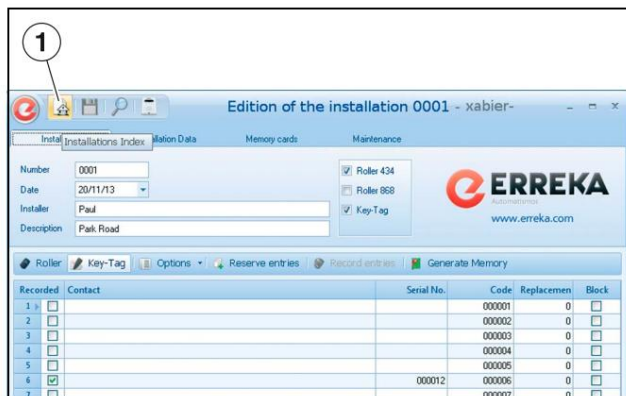 1
Edition of the installation 0001 - xabier-
Installations Index
Data
Memory cards
Maintenance
Number 0001
Date 20/11/13
Installer Paul
Description Park Road
Roller 434
Roller 868
Key-Tag
ERREKA
Automatismos
www.erreka.com
Roller Key-Tag Options Reserve entries Record entries Generate Memory
Recorded Contact Serial No. Code Replacemen Block
1 000001 0
2 000002 0
3 000003 0
4 000004 0
5 000005 0
6 000012 000006 0
7 000007 0